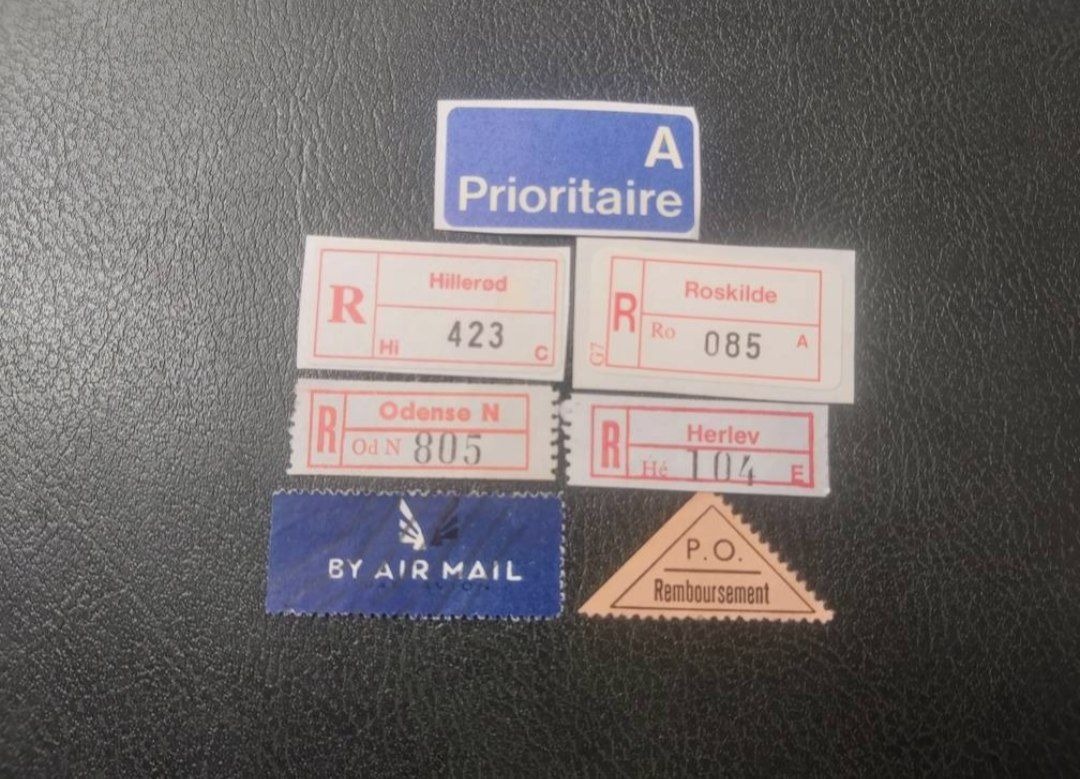 A
Prioritaire
R
Hillerød
Hi 423 C
R
Roskilde
G7
Ro 085 A
R
Odense N
Od N 805
R
Herlev
Hé 104 E
BY AIR MAIL
P.O.
Remboursement